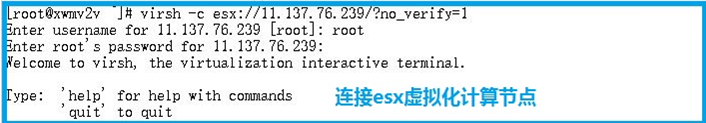 [root@xwmv2v ~]# virsh -c esx://11.137.76.239/?no_verify=1
Enter username for 11.137.76.239 [root]: root
Enter root's password for 11.137.76.239:
Welcome to virsh, the virtualization interactive terminal.
Type:  'help' for help with commands
'quit' to quit
连接esx虚拟化计算节点